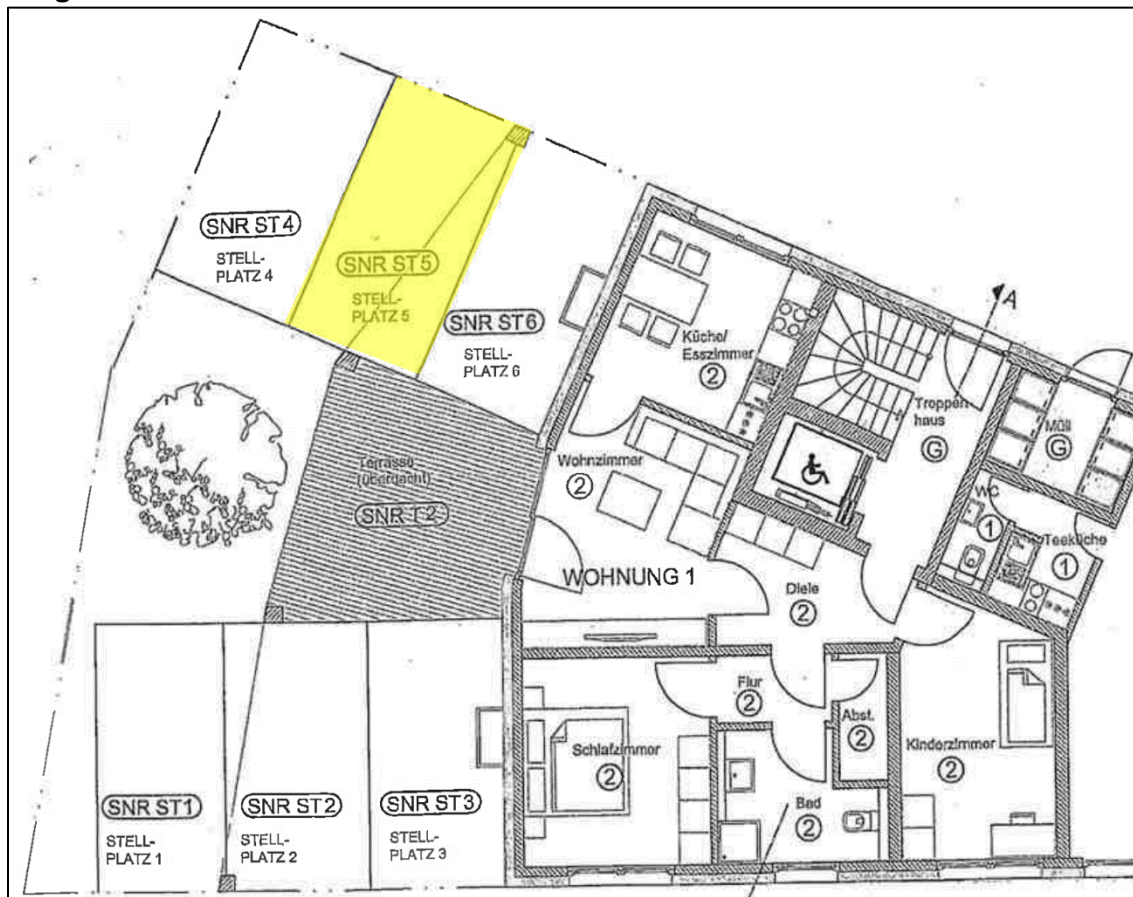 SNR ST4
STELL-
PLATZ 4
SNR ST5
STELL-
PLATZ 5
SNR ST6
STELL-
PLATZ 6
A
Küche/
Esszimmer
2
Treppen
haus
G
Müll
G
Terrasse
(überdacht)
SNR T2
Wohnzimmer
2
WC
1
Teeküche
1
WOHNUNG 1
Diele
2
Flur
2
Abst.
2
Schlafzimmer
2
Kinderzimmer
2
Bad
2
SNR ST1
STELL-
PLATZ 1
SNR ST2
STELL-
PLATZ 2
SNR ST3
STELL-
PLATZ 3